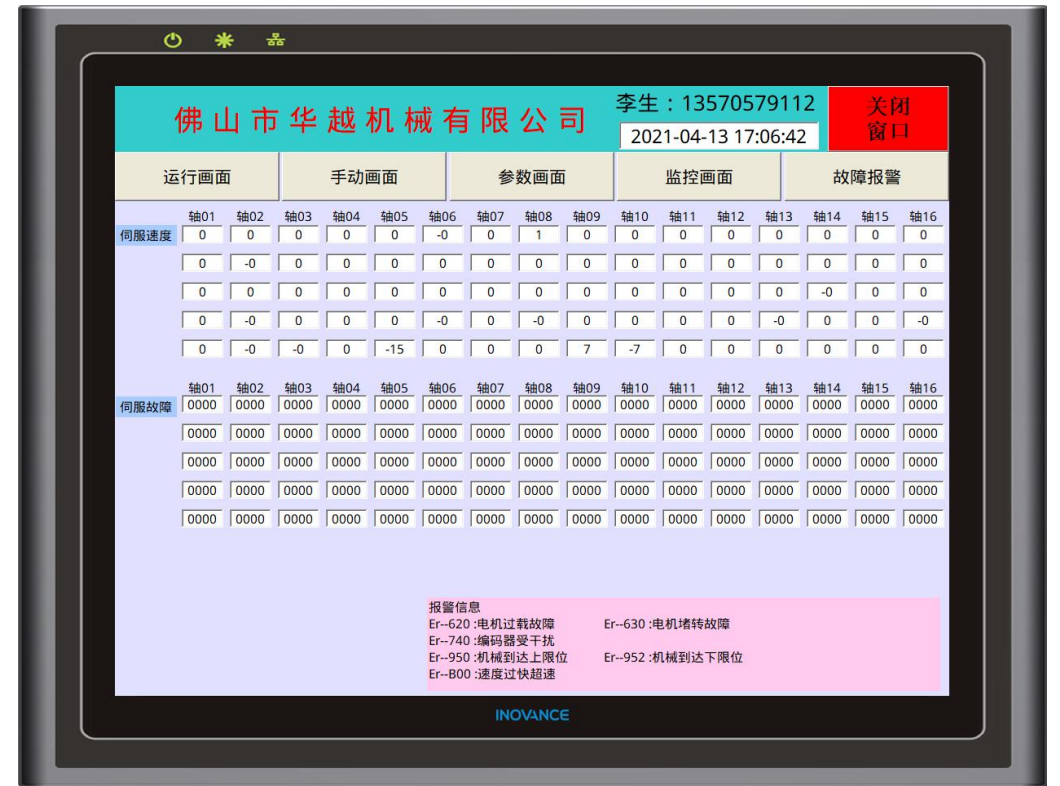 佛山市华越机械有限公司
李生：13570579112
2021-04-13 17:06:42
关闭
窗口
运行画面 手动画面 参数画面 监控画面 故障报警
轴01 轴02 轴03 轴04 轴05 轴06 轴07 轴08 轴09 轴10 轴11 轴12 轴13 轴14 轴15 轴16
伺服速度 0 0 0 0 0 -0 0 1 0 0 0 0 0 0 0 0
0 -0 0 0 0 0 0 0 0 0 0 0 0 0 0 0
0 0 0 0 0 0 0 0 0 0 0 0 0 -0 0 0
0 -0 0 0 0 -0 0 -0 0 0 0 0 -0 0 0 -0
0 -0 -0 0 -15 0 0 0 7 -7 0 0 0 0 0 0
轴01 轴02 轴03 轴04 轴05 轴06 轴07 轴08 轴09 轴10 轴11 轴12 轴13 轴14 轴15 轴16
伺服故障 0000 0000 0000 0000 0000 0000 0000 0000 0000 0000 0000 0000 0000 0000 0000 0000
0000 0000 0000 0000 0000 0000 0000 0000 0000 0000 0000 0000 0000 0000 0000 0000
0000 0000 0000 0000 0000 0000 0000 0000 0000 0000 0000 0000 0000 0000 0000 0000
0000 0000 0000 0000 0000 0000 0000 0000 0000 0000 0000 0000 0000 0000 0000 0000
0000 0000 0000 0000 0000 0000 0000 0000 0000 0000 0000 0000 0000 0000 0000 0000
报警信息
Er--620 :电机过载故障 Er--630 :电机堵转故障
Er--740 :编码器受干扰
Er--950 :机械到达上限位 Er--952 :机械到达下限位
Er--B00 :速度过快超速
INOVANCE